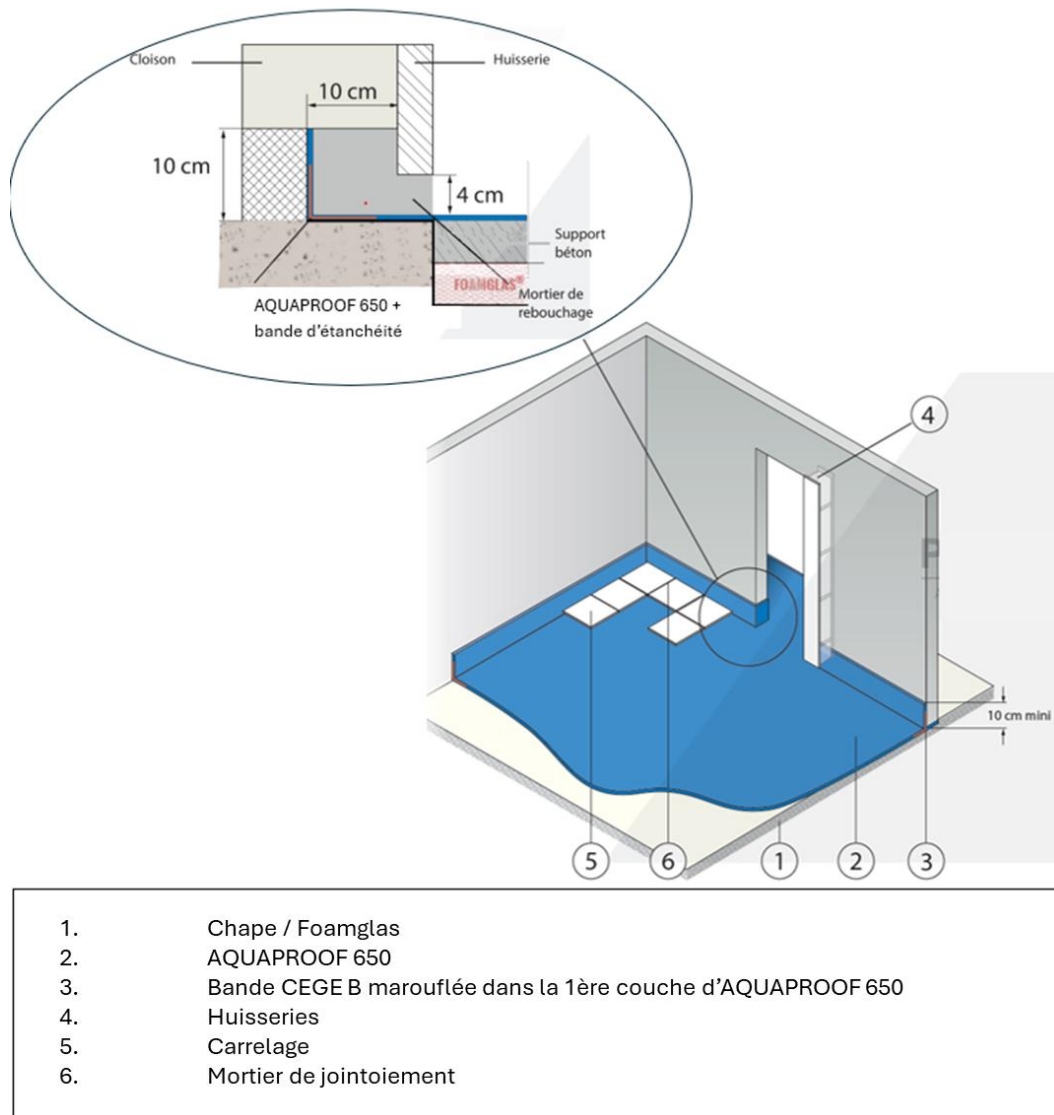 Cloison
Huisserie
10 cm
10 cm
4 cm
Support
béton
FOAMGLAS®
Mortier de
rebouchage
AQUAPROOF 650 +
bande d’étanchéité
4
P
10 cm mini
5
6
1
2
3
1. Chape / Foamglas
2. AQUAPROOF 650
3. Bande CEGE B marouflée dans la 1ère couche d’AQUAPROOF 650
4. Huisseries
5. Carrelage
6. Mortier de jointoiement